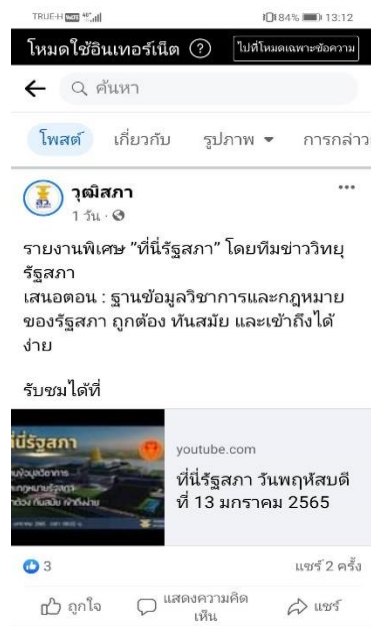 TRUE-H VoLTE 84% 13:12
โหมดใช้อินเทอร์เน็ต ? ไปที่โหมดเฉพาะข้อความ
ค้นหา
โพสต์ เกี่ยวกับ รูปภาพ การกล่าว
สว.
วุฒิสภา
1 วัน ·
รายงานพิเศษ "ที่นี่รัฐสภา" โดยทีมข่าววิทยุ
รัฐสภา
เสนอตอน : ฐานข้อมูลวิชาการและกฎหมาย
ของรัฐสภา ถูกต้อง ทันสมัย และเข้าถึงได้
ง่าย
รับชมได้ที่
ที่นี่รัฐสภา
youtube.com
ที่นี่รัฐสภา วันพฤหัสบดี
ที่ 13 มกราคม 2565
3 แชร์ 2 ครั้ง
ถูกใจ แสดงความคิด
เห็น แชร์